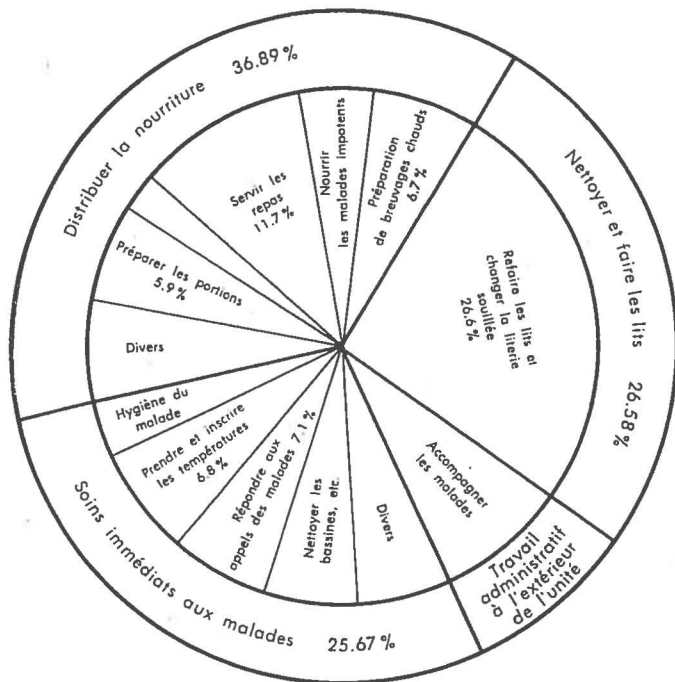 Distribuer la nourriture 36.89 %
Nettoyer et faire les lits 26.58 %
Travail
administratif
à l'extérieur
de l'unité
Soins immédiats aux malades 25.67 %
Préparation
de breuvages chauds
6.7 %
Nourrir
les malades impotents
Servir les
repas
11.7 %
Préparer les portions
5.9 %
Divers
Hygiène du
malade
Prendre et inscrire
les températures
6.8 %
Répondre aux
appels des malades 7.1 %
Nettoyer les
bassines, etc.
Divers
Accompagner
les malades
Refaire les lits et
changer la literie
souillée
26.6 %